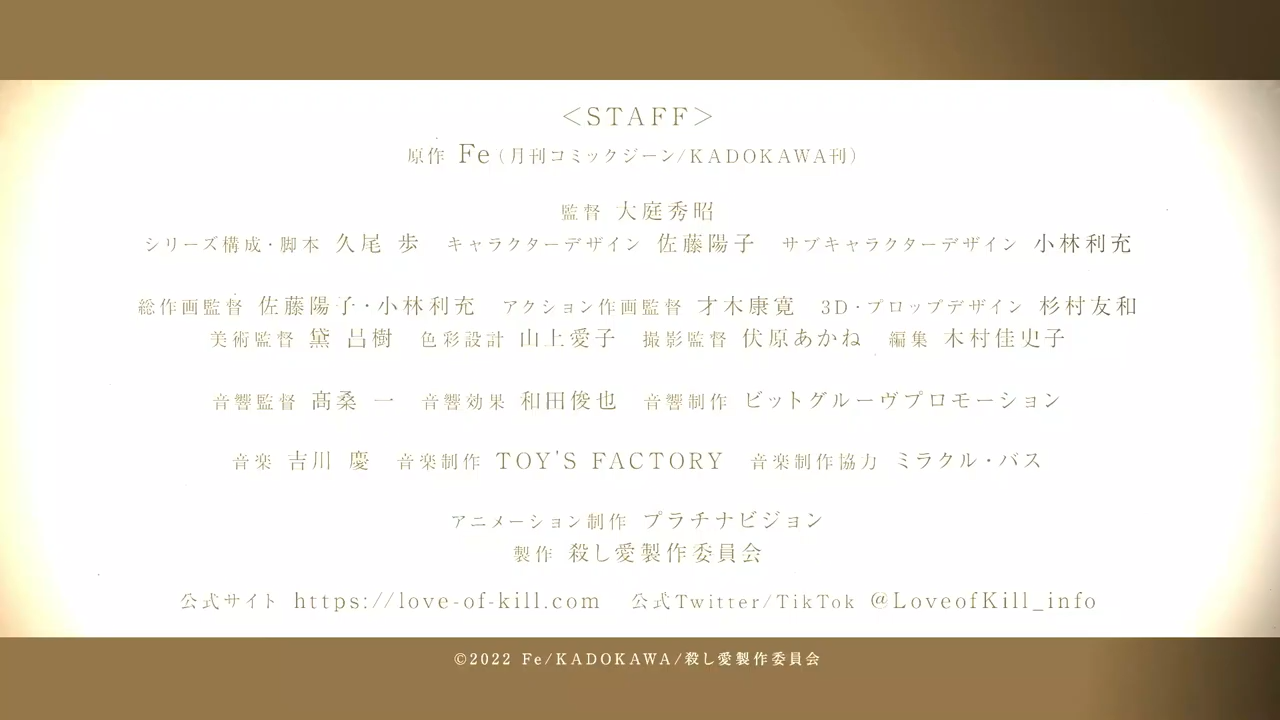 ＜STAFF＞
原作 Fe（月刊コミックジーン/KADOKAWA刊）
監督 大庭秀昭
シリーズ構成・脚本 久尾 歩 キャラクターデザイン 佐藤陽子 サブキャラクターデザイン 小林利充
総作画監督 佐藤陽子・小林利充 アクション作画監督 才木康寛 3D・プロップデザイン 杉村友和
美術監督 黛 昌樹 色彩設計 山上愛子 撮影監督 伏原あかね 編集 木村佳史子
音響監督 髙桑 一 音響効果 和田俊也 音響制作 ビットグルーヴプロモーション
音楽 吉川 慶 音楽制作 TOY'S FACTORY 音楽制作協力 ミラクル・バス
アニメーション制作 プラチナビジョン
製作 殺し愛製作委員会
公式サイト https://love-of-kill.com 公式Twitter/TikTok @LoveofKill_info
©2022 Fe/KADOKAWA/殺し愛製作委員会